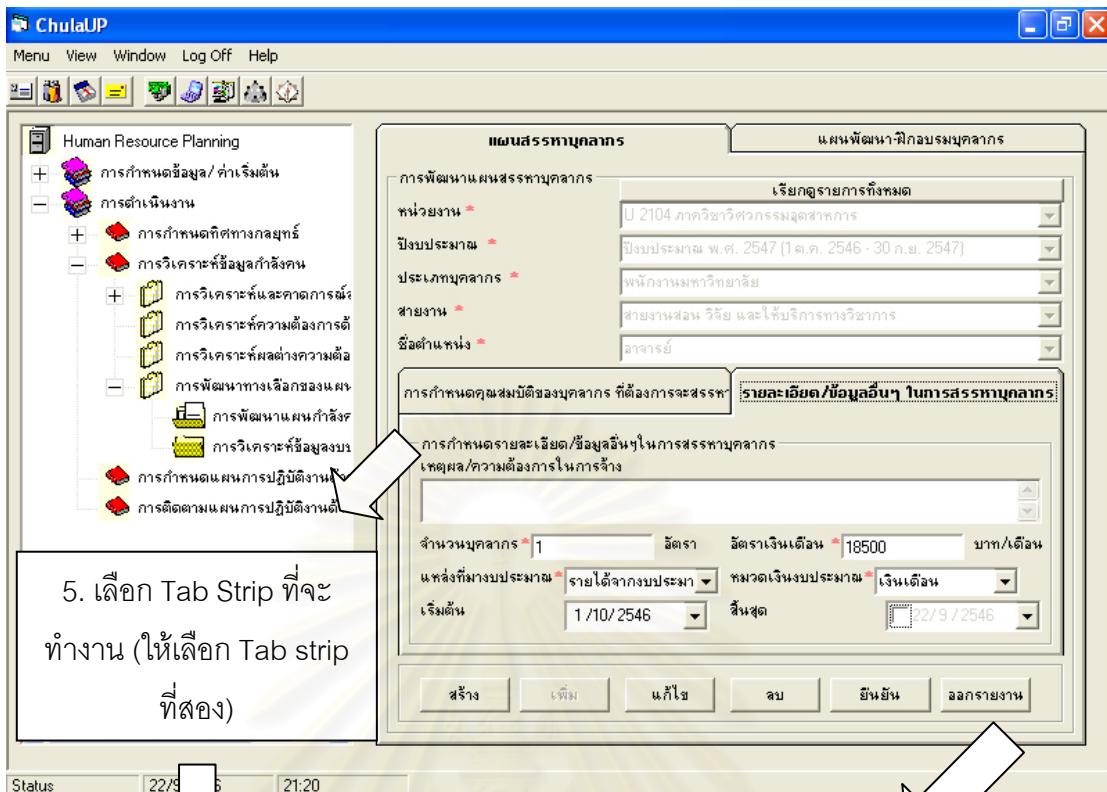 ChulaUP
Menu View Window Log Off Help
Human Resource Planning
การกำหนดข้อมูล/ ค่าเริ่มต้น
การดำเนินงาน
การกำหนดทิศทางกลยุทธ์
การวิเคราะห์ข้อมูลกำลังคน
การวิเคราะห์และคาดการณ์
การวิเคราะห์ความต้องการด้
การวิเคราะห์ผลต่างความต้อ
การพัฒนาทางเลือกของแผน
การพัฒนาแผนกำลังค
การวิเคราะห์ข้อมูลงบป
การกำหนดแผนการปฏิบัติงานด้า
การติดตามแผนการปฏิบัติงานด้
แผนสรรหาบุคลากร
แผนพัฒนา-ฝึกอบรมบุคลากร
การพัฒนาแผนสรรหาบุคลากร
เรียกดูรายการทั้งหมด
หน่วยงาน * U 2104 ภาควิชาวิศวกรรมอุตสาหการ
ปีงบประมาณ * ปีงบประมาณ พ.ศ. 2547 (1 ต.ค. 2546 - 30 ก.ย. 2547)
ประเภทบุคลากร * พนักงานมหาวิทยาลัย
สายงาน * สายงานสอน วิจัย และให้บริการทางวิชาการ
ชื่อตำแหน่ง * อาจารย์
การกำหนดคุณสมบัติของบุคลากร ที่ต้องการจะสรรหา
รายละเอียด/ข้อมูลอื่นๆ ในการสรรหาบุคลากร
การกำหนดรายละเอียด/ข้อมูลอื่นๆในการสรรหาบุคลากร
เหตุผล/ความต้องการในการจ้าง
จำนวนบุคลากร * 1 อัตรา อัตราเงินเดือน * 18500 บาท/เดือน
แหล่งที่มางบประมาณ * รายได้จากงบประมา หมวดเงินงบประมาณ * เงินเดือน
เริ่มต้น 1 /10/ 2546 สิ้นสุด 22/ 9 / 2546
สร้าง เพิ่ม แก้ไข ลบ ยืนยัน ออกรายงาน
5. เลือก Tab Strip ที่จะ
ทำงาน (ให้เลือก Tab strip
ที่สอง)
Status 22/9 6 21:20